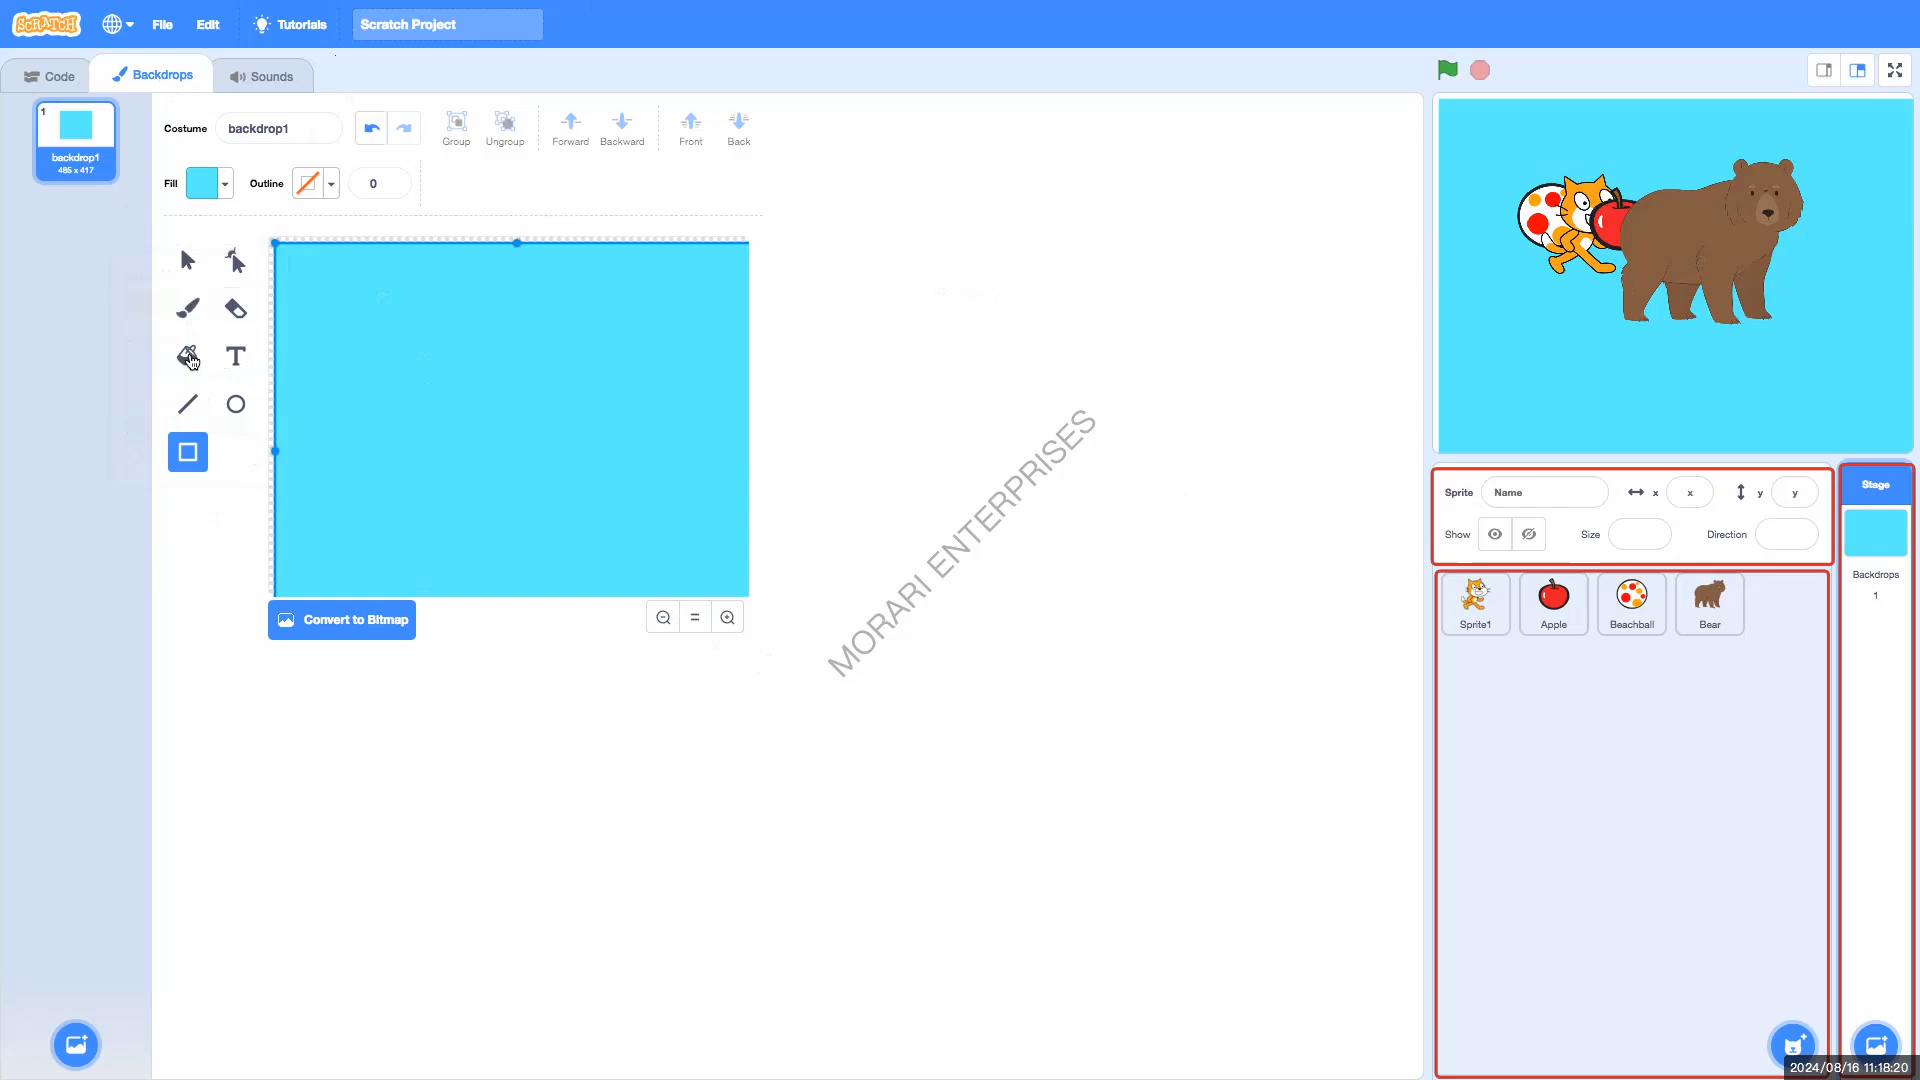 SCRATCH
File
Edit
Tutorials
Scratch Project
Code
Backdrops
Sounds
1
backdrop1
485 x 417
Costume
backdrop1
Group
Ungroup
Forward
Backward
Front
Back
Fill
Outline
0
T
Convert to Bitmap
MORARI ENTERPRISES
Sprite
Name
x
x
y
y
Show
Size
Direction
Sprite1
Apple
Beachball
Bear
Stage
Backdrops
1
2024/08/16 11:18:20